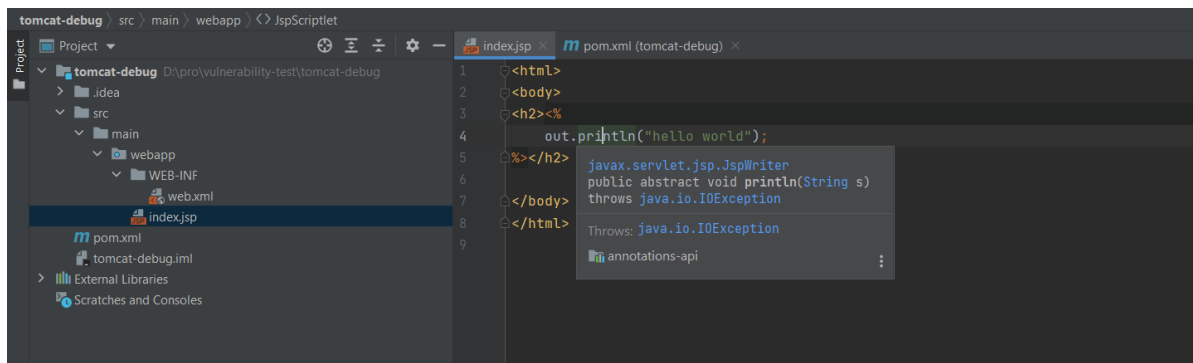 tomcat-debug 〉 src 〉 main 〉 webapp 〉 <> JspScriptlet
Project
Project
index.jsp ×
m pom.xml (tomcat-debug) ×
tomcat-debug D:\pro\vulnerability-test\tomcat-debug
.idea
src
main
webapp
WEB-INF
web.xml
index.jsp
pom.xml
tomcat-debug.iml
External Libraries
Scratches and Consoles
1 <html>
2 <body>
3 <h2><%
4 out.println("hello world");
5 %></h2>
6
7 </body>
8 </html>
9
javax.servlet.jsp.JspWriter
public abstract void println(String s)
throws java.io.IOException
Throws: java.io.IOException
annotations-api